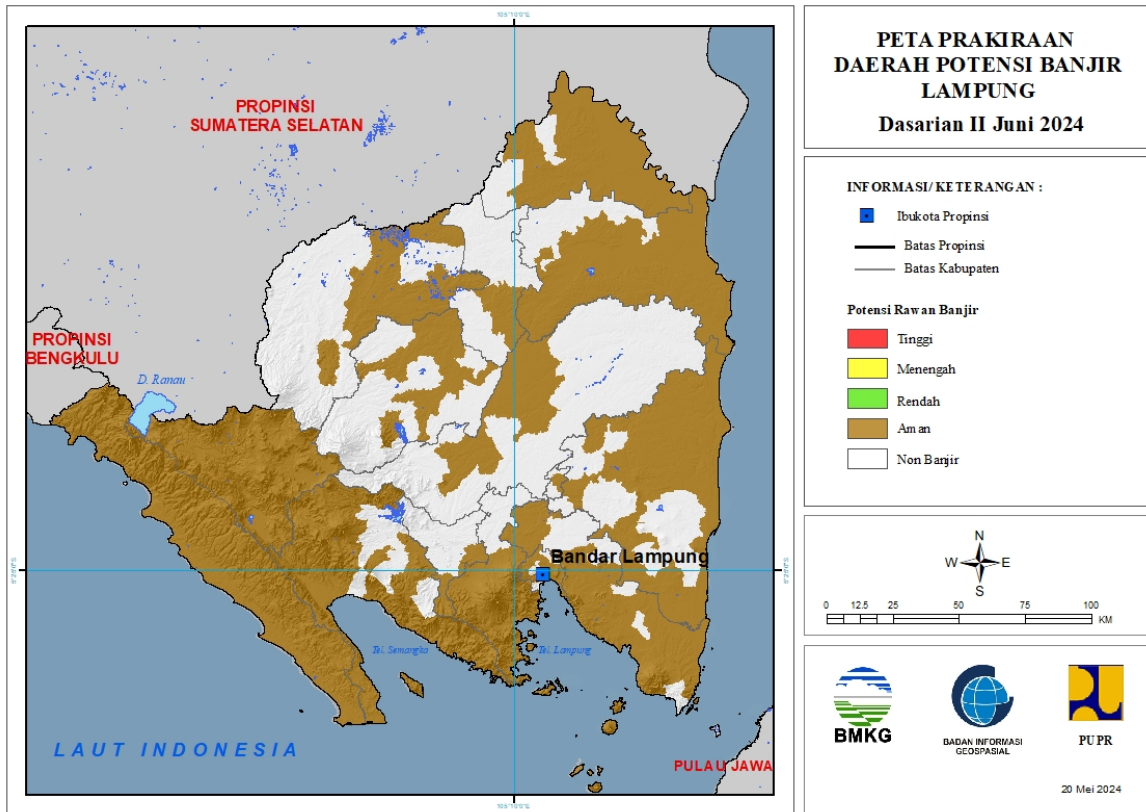 PETA PRAKIRAAN
DAERAH POTENSI BANJIR
LAMPUNG
Dasarian II Juni 2024
INFORMASI/ KETERANGAN :
Ibukota Propinsi
Batas Propinsi
Batas Kabupaten
Potensi Rawan Banjir
Tinggi
Menengah
Rendah
Aman
Non Banjir
N
W E
S
0 12.5 25 50 75 100
KM
BMKG
BADAN INFORMASI
GEOSPASIAL
PUPR
20 Mei 2024
PROPINSI
SUMATERA SELATAN
PROPINSI
BENGKULU
D. Ranau
Bandar Lampung
Tel. Semangka
Tel. Lampung
LAUT INDONESIA
PULAU JAWA